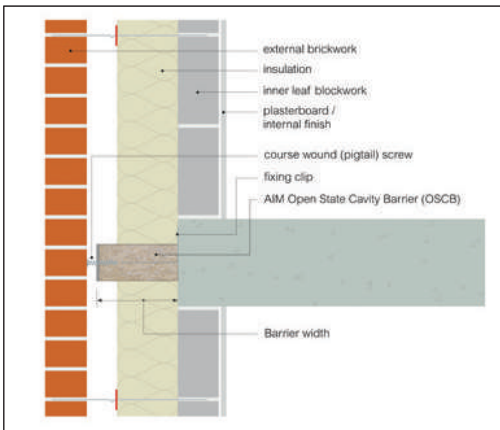 external brickwork
insulation
inner leaf blockwork
plasterboard /
internal finish
course wound (pigtail) screw
fixing clip
AIM Open State Cavity Barrier (OSCB)
Barrier width